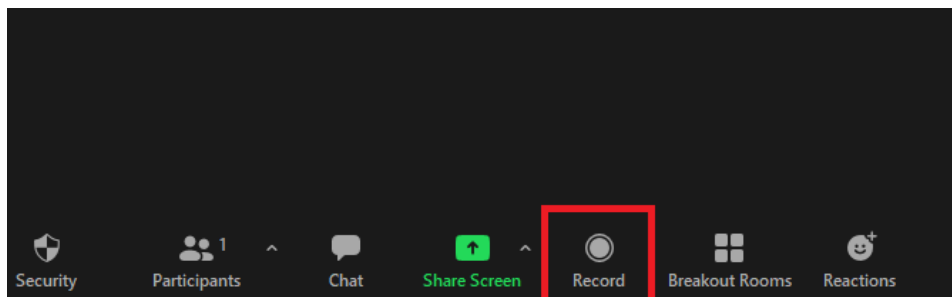 1
Security
Participants
Chat
Share Screen
Record
Breakout Rooms
Reactions